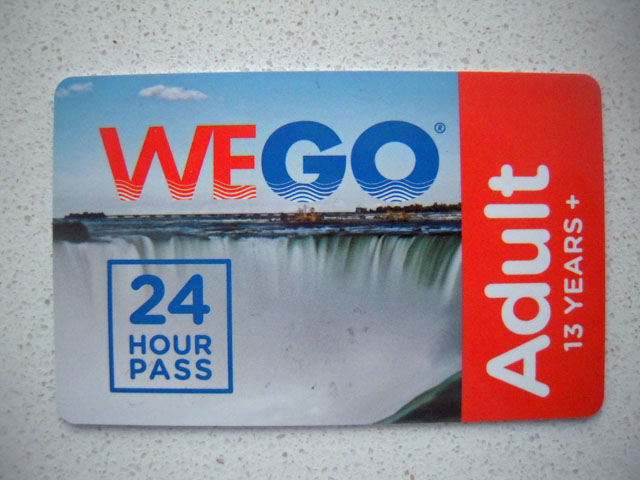 WEGO®
24
HOUR
PASS
Adult
13 YEARS +